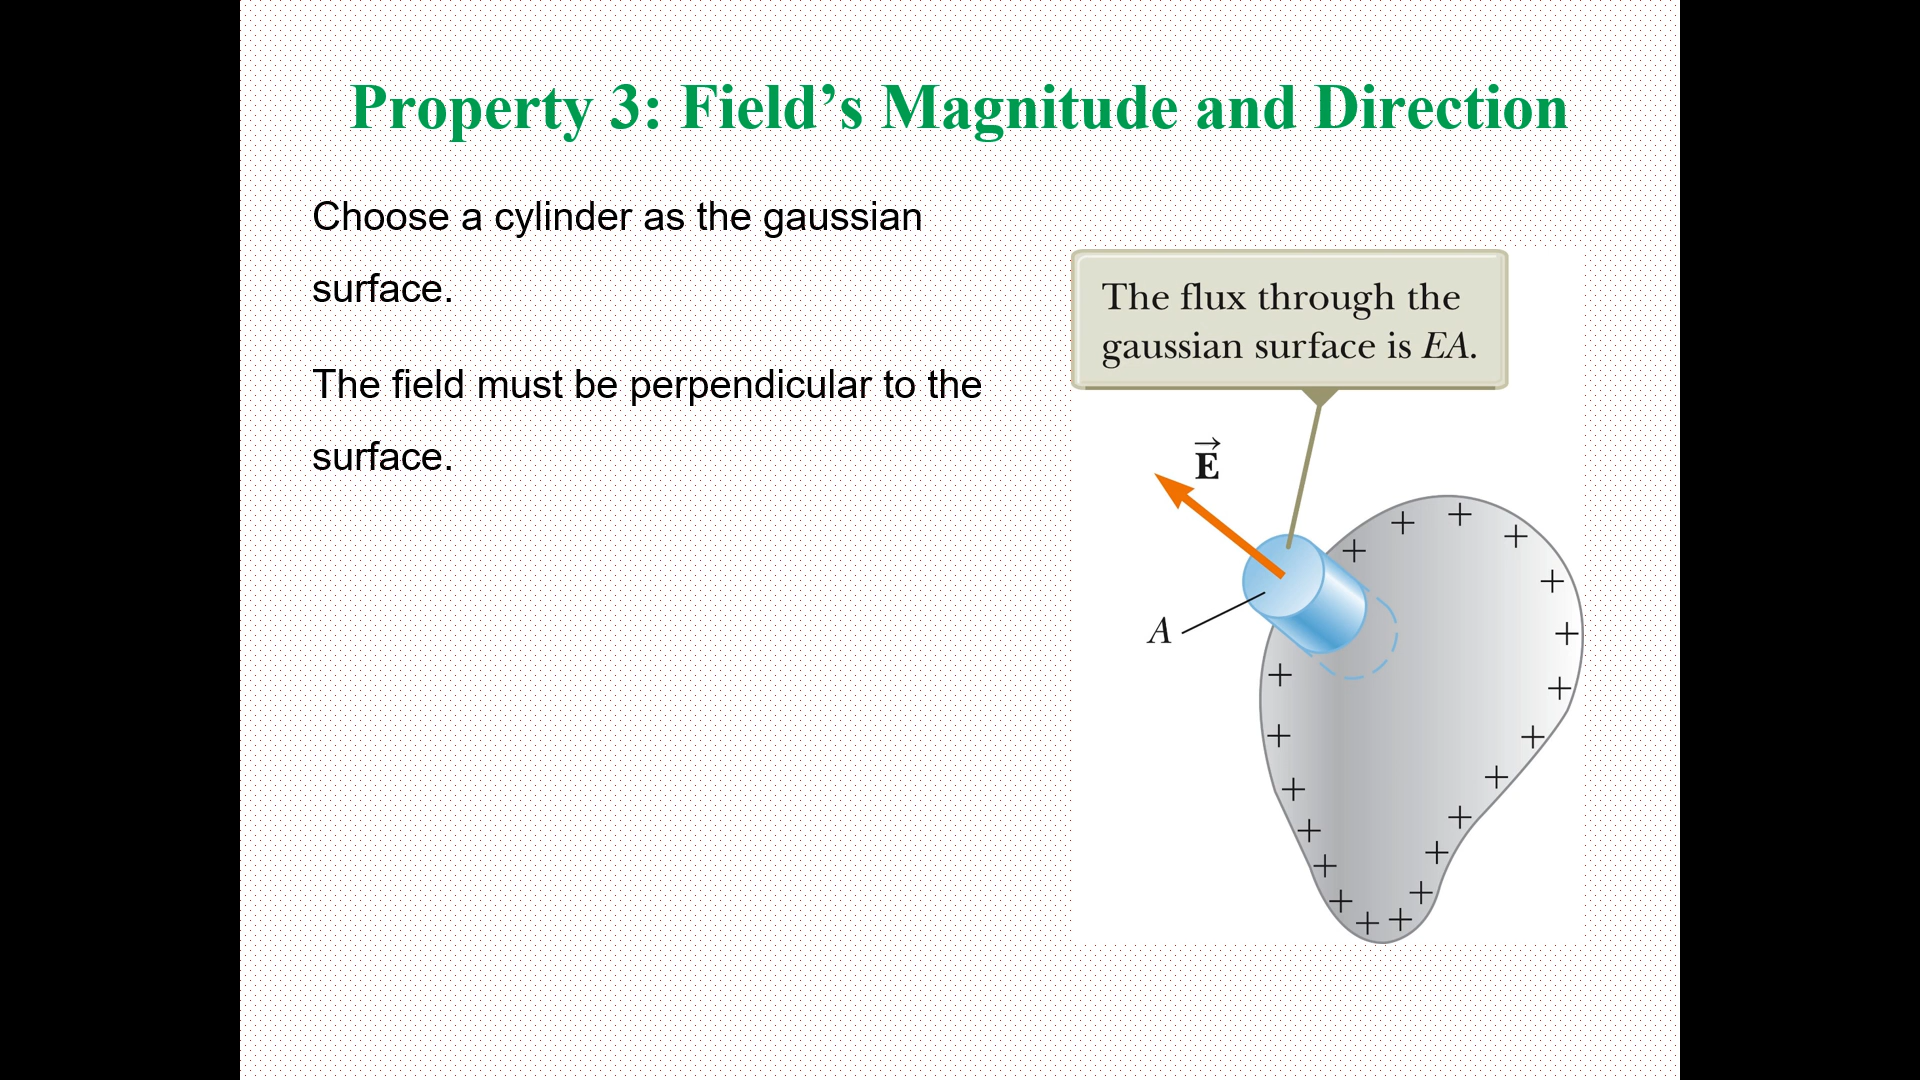 Property 3: Field’s Magnitude and Direction
Choose a cylinder as the gaussian
surface.
The field must be perpendicular to the
surface.
The flux through the
gaussian surface is EA.
E
A
+ + + + + + + + + + + + + + + + + + + + + +